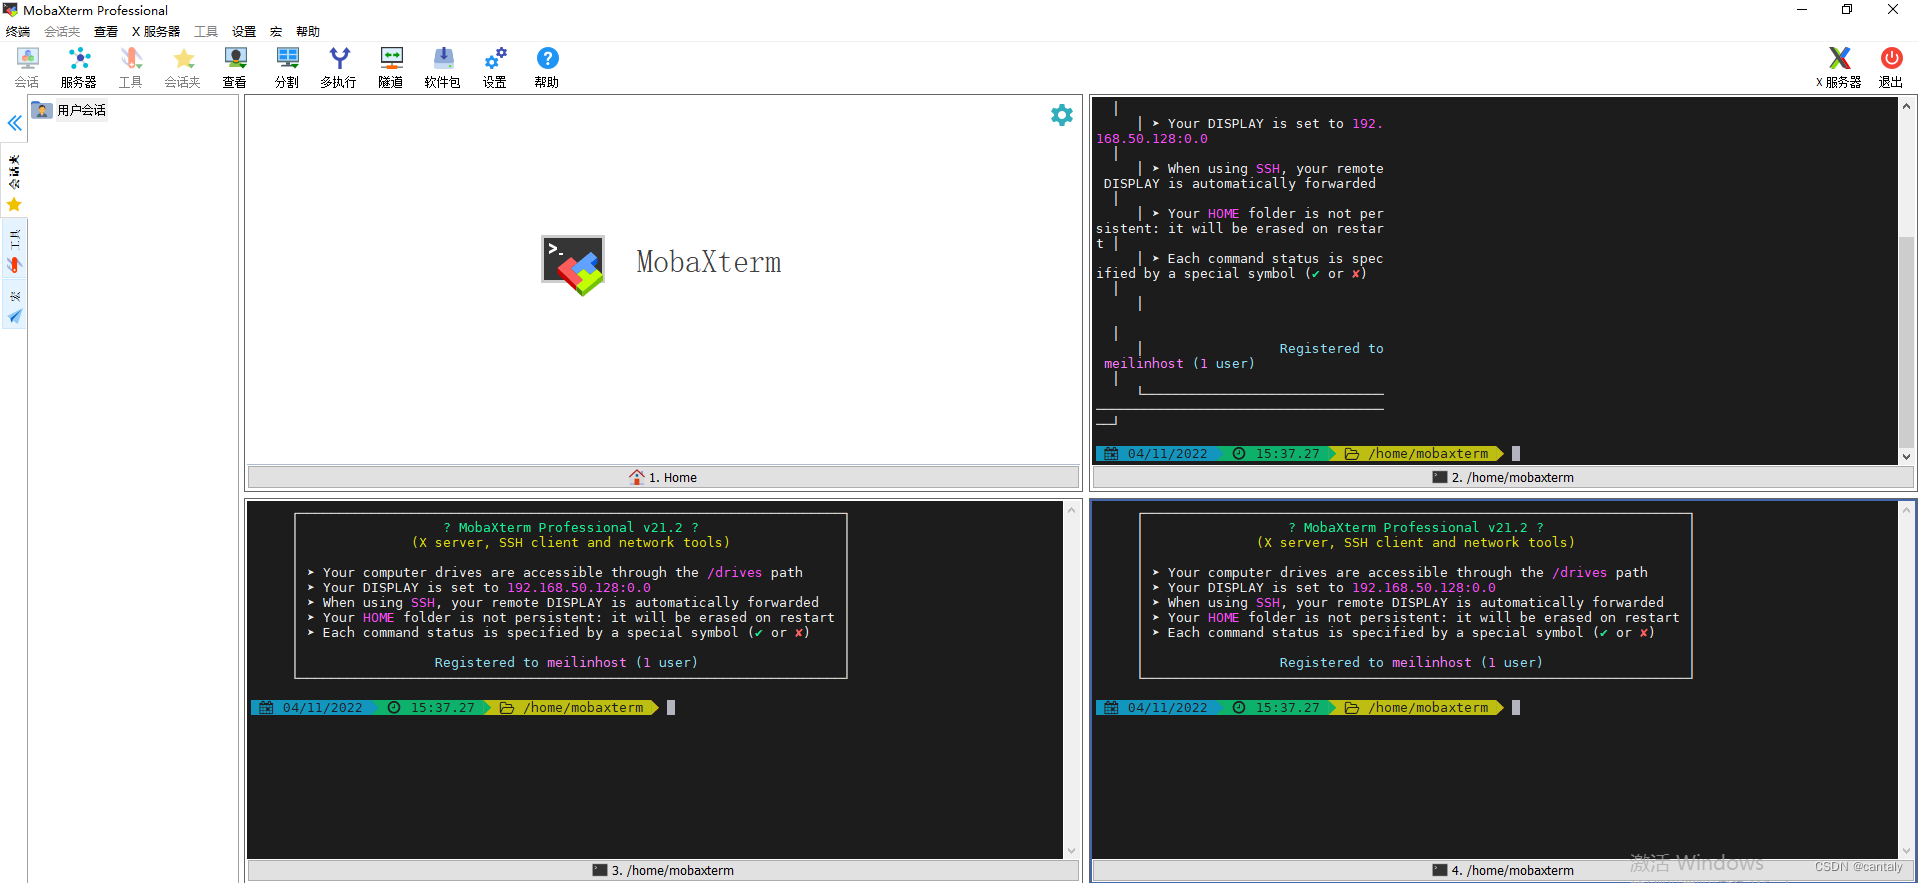 MobaXterm Professional
终端 会话夹 查看 X 服务器 工具 设置 宏 帮助
会话 服务器 工具 会话夹 查看 分割 多执行 隧道 软件包 设置 帮助 X 服务器 退出
用户会话
会话夹
工具
宏
MobaXterm
1. Home
➤ Your DISPLAY is set to 192.
168.50.128:0.0
➤ When using SSH, your remote
DISPLAY is automatically forwarded
➤ Your HOME folder is not per
sistent: it will be erased on restar
t
➤ Each command status is spec
ified by a special symbol (✔ or ✘)
Registered to
meilinhost (1 user)
04/11/2022 15:37.27 /home/mobaxterm
2. /home/mobaxterm
? MobaXterm Professional v21.2 ?
(X server, SSH client and network tools)
➤ Your computer drives are accessible through the /drives path
➤ Your DISPLAY is set to 192.168.50.128:0.0
➤ When using SSH, your remote DISPLAY is automatically forwarded
➤ Your HOME folder is not persistent: it will be erased on restart
➤ Each command status is specified by a special symbol (✔ or ✘)
Registered to meilinhost (1 user)
04/11/2022 15:37.27 /home/mobaxterm
3. /home/mobaxterm
? MobaXterm Professional v21.2 ?
(X server, SSH client and network tools)
➤ Your computer drives are accessible through the /drives path
➤ Your DISPLAY is set to 192.168.50.128:0.0
➤ When using SSH, your remote DISPLAY is automatically forwarded
➤ Your HOME folder is not persistent: it will be erased on restart
➤ Each command status is specified by a special symbol (✔ or ✘)
Registered to meilinhost (1 user)
04/11/2022 15:37.27 /home/mobaxterm
4. /home/mobaxterm
激活 Windows
CSDN @cantaly